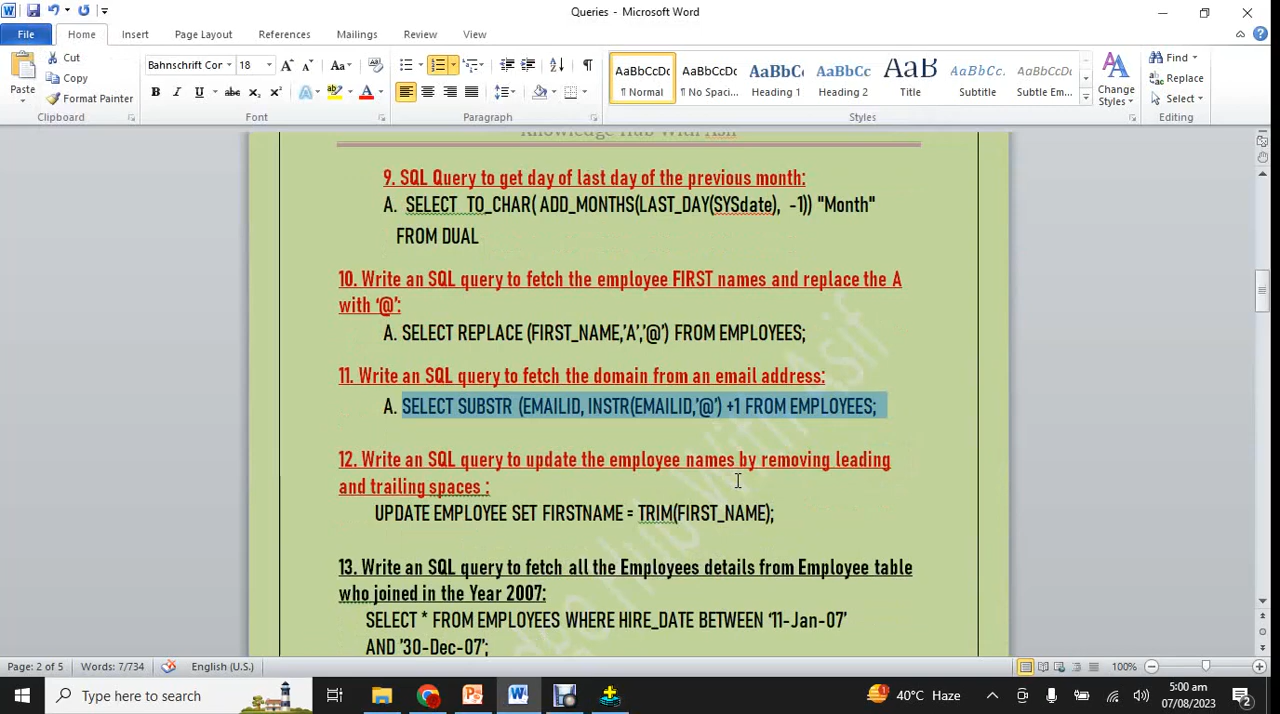 Queries - Microsoft Word
File Home Insert Page Layout References Mailings Review View
Cut
Copy
Format Painter
Paste
Clipboard
Bahnschrift Cor 18
Font
Paragraph
AaBbCcDc AaBbCcDc AaBbCc AaBbCc AaB AaBbCc. AaBbCcDc
¶ Normal ¶ No Spaci... Heading 1 Heading 2 Title Subtitle Subtle Em...
Change
Styles
Styles
Find
Replace
Select
Editing
Knowledge Hub With Asif
9. SQL Query to get day of last day of the previous month:
A. SELECT TO_CHAR( ADD_MONTHS(LAST_DAY(SYSdate), -1)) "Month"
FROM DUAL
10. Write an SQL query to fetch the employee FIRST names and replace the A
with ‘@’:
A. SELECT REPLACE (FIRST_NAME,’A’,’@’) FROM EMPLOYEES;
11. Write an SQL query to fetch the domain from an email address:
A. SELECT SUBSTR (EMAILID, INSTR(EMAILID,’@’) +1 FROM EMPLOYEES;
12. Write an SQL query to update the employee names by removing leading
and trailing spaces :
UPDATE EMPLOYEE SET FIRSTNAME = TRIM(FIRST_NAME);
13. Write an SQL query to fetch all the Employees details from Employee table
who joined in the Year 2007:
SELECT * FROM EMPLOYEES WHERE HIRE_DATE BETWEEN ‘11-Jan-07’
AND ’30-Dec-07’;
Page: 2 of 5 Words: 7/734 English (U.S.) 100%
Type here to search
40°C Haze
5:00 am
07/08/2023
2